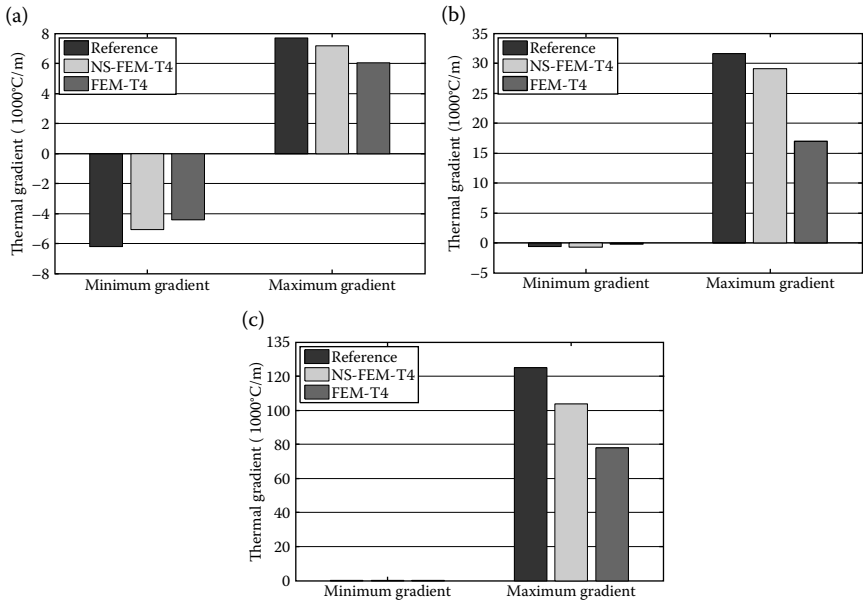 (a)
Thermal gradient ( 1000°C/m)
8
6
4
2
0
−2
−4
−6
−8
Reference
NS-FEM-T4
FEM-T4
Minimum gradient
Maximum gradient
(b)
Thermal gradient (1000°C/m)
35
30
25
20
15
10
5
0
−5
Reference
NS-FEM-T4
FEM-T4
Minimum gradient
Maximum gradient
(c)
Thermal gradient ( 1000°C/m)
135
120
100
80
60
40
20
0
Reference
NS-FEM-T4
FEM-T4
Minimum gradient
Maximum gradient